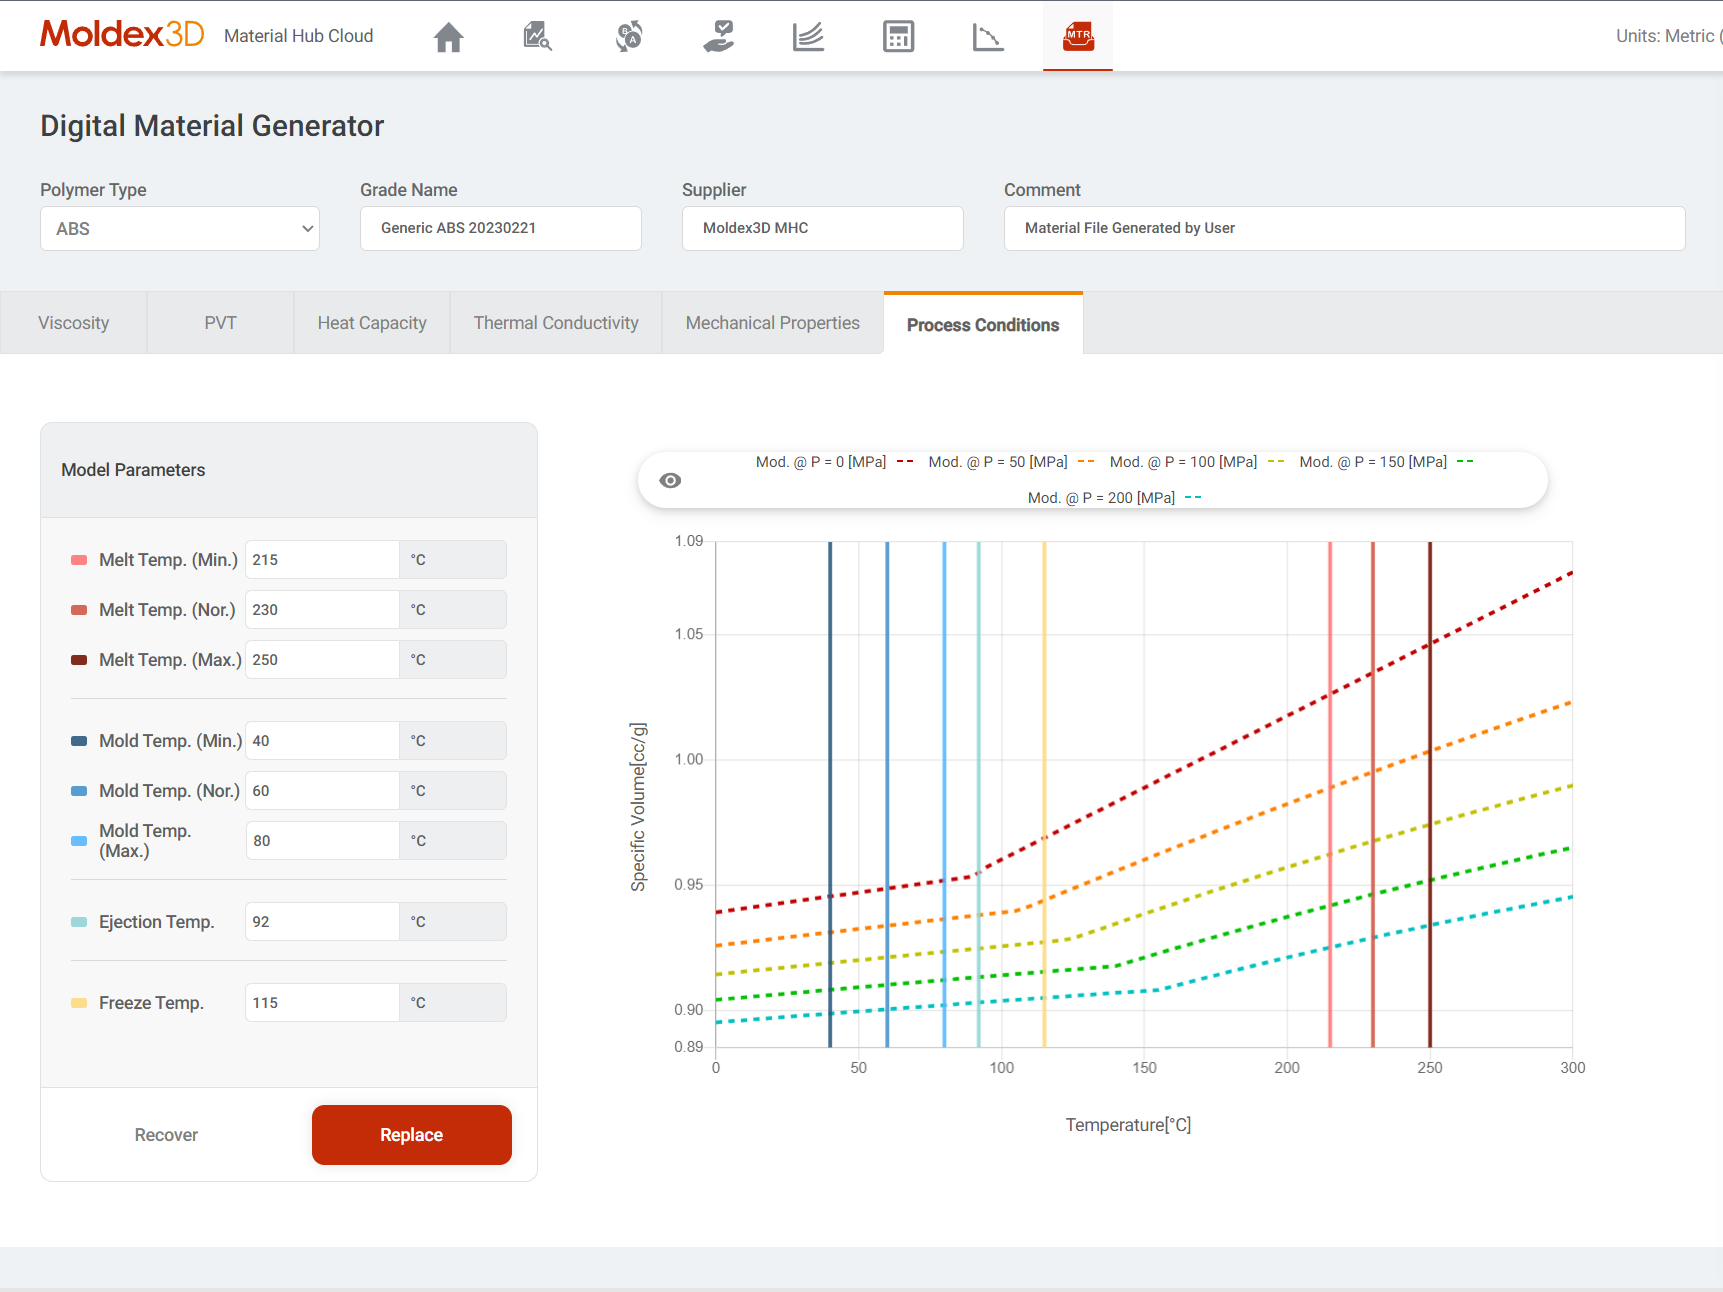 Moldex3D Material Hub Cloud
B
A
MTR
Units: Metric (
Digital Material Generator
Polymer Type Grade Name Supplier Comment
ABS Generic ABS 20230221 Moldex3D MHC Material File Generated by User
Viscosity PVT Heat Capacity Thermal Conductivity Mechanical Properties Process Conditions
Model Parameters
Melt Temp. (Min.) 215 °C
Melt Temp. (Nor.) 230 °C
Melt Temp. (Max.) 250 °C
Mold Temp. (Min.) 40 °C
Mold Temp. (Nor.) 60 °C
Mold Temp.
(Max.) 80 °C
Ejection Temp. 92 °C
Freeze Temp. 115 °C
Recover Replace
Mod. @ P = 0 [MPa] Mod. @ P = 50 [MPa] Mod. @ P = 100 [MPa] Mod. @ P = 150 [MPa]
Mod. @ P = 200 [MPa]
Specific Volume[cc/g]
1.09
1.05
1.00
0.95
0.90
0.89
0 50 100 150 200 250 300
Temperature[°C]